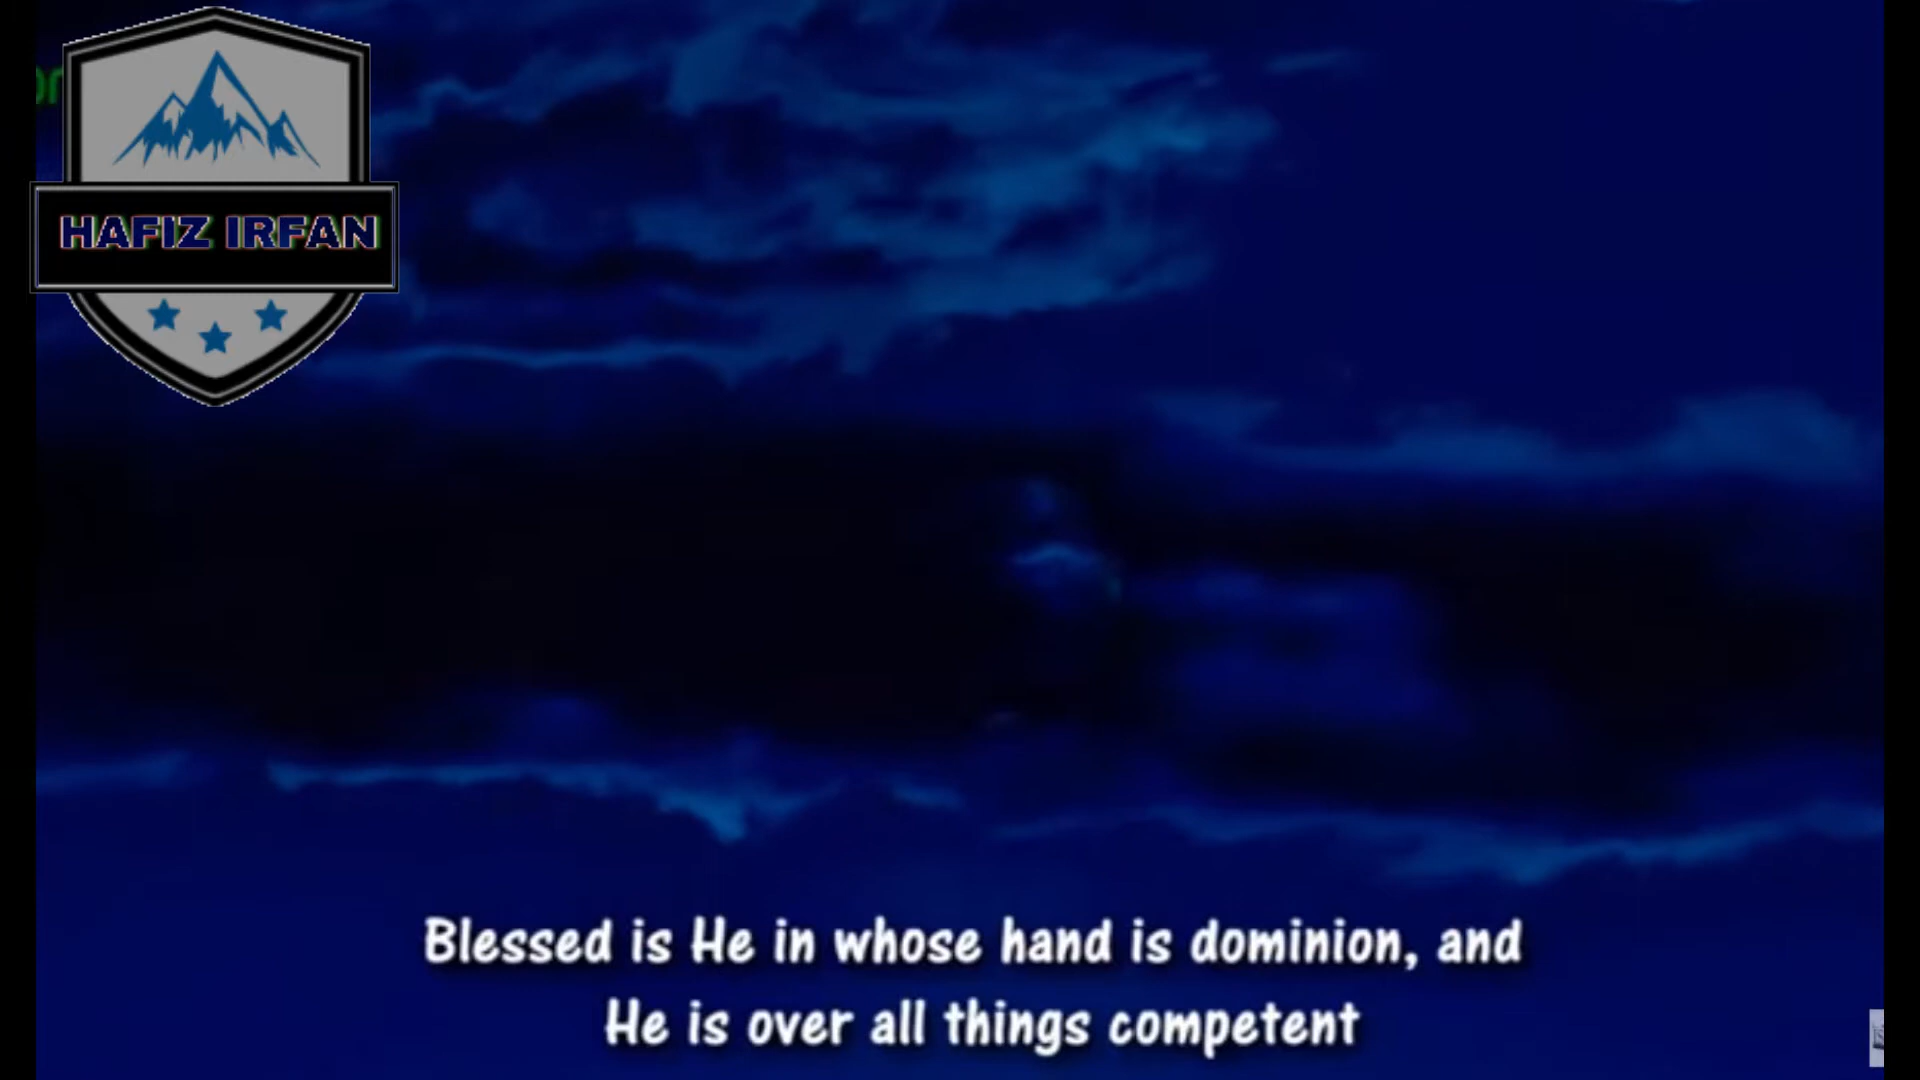 HAFIZ IRFAN
Blessed is He in whose hand is dominion, and
He is over all things competent